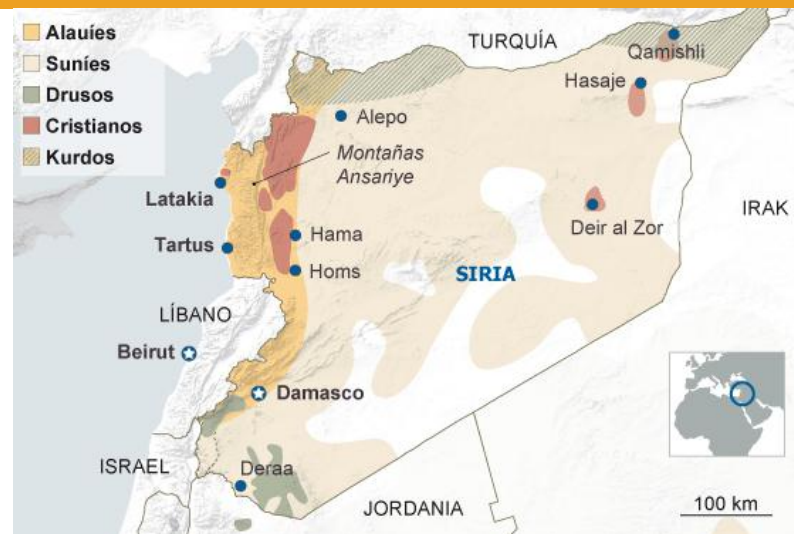 Alauíes
Suníes
Drusos
Cristianos
Kurdos
TURQUÍA
Qamishli
Hasaje
Alepo
Montañas
Ansariye
Latakia
Deir al Zor
IRAK
Tartus
Hama
Homs
SIRIA
LÍBANO
Beirut
Damasco
ISRAEL
Deraa
JORDANIA
100 km